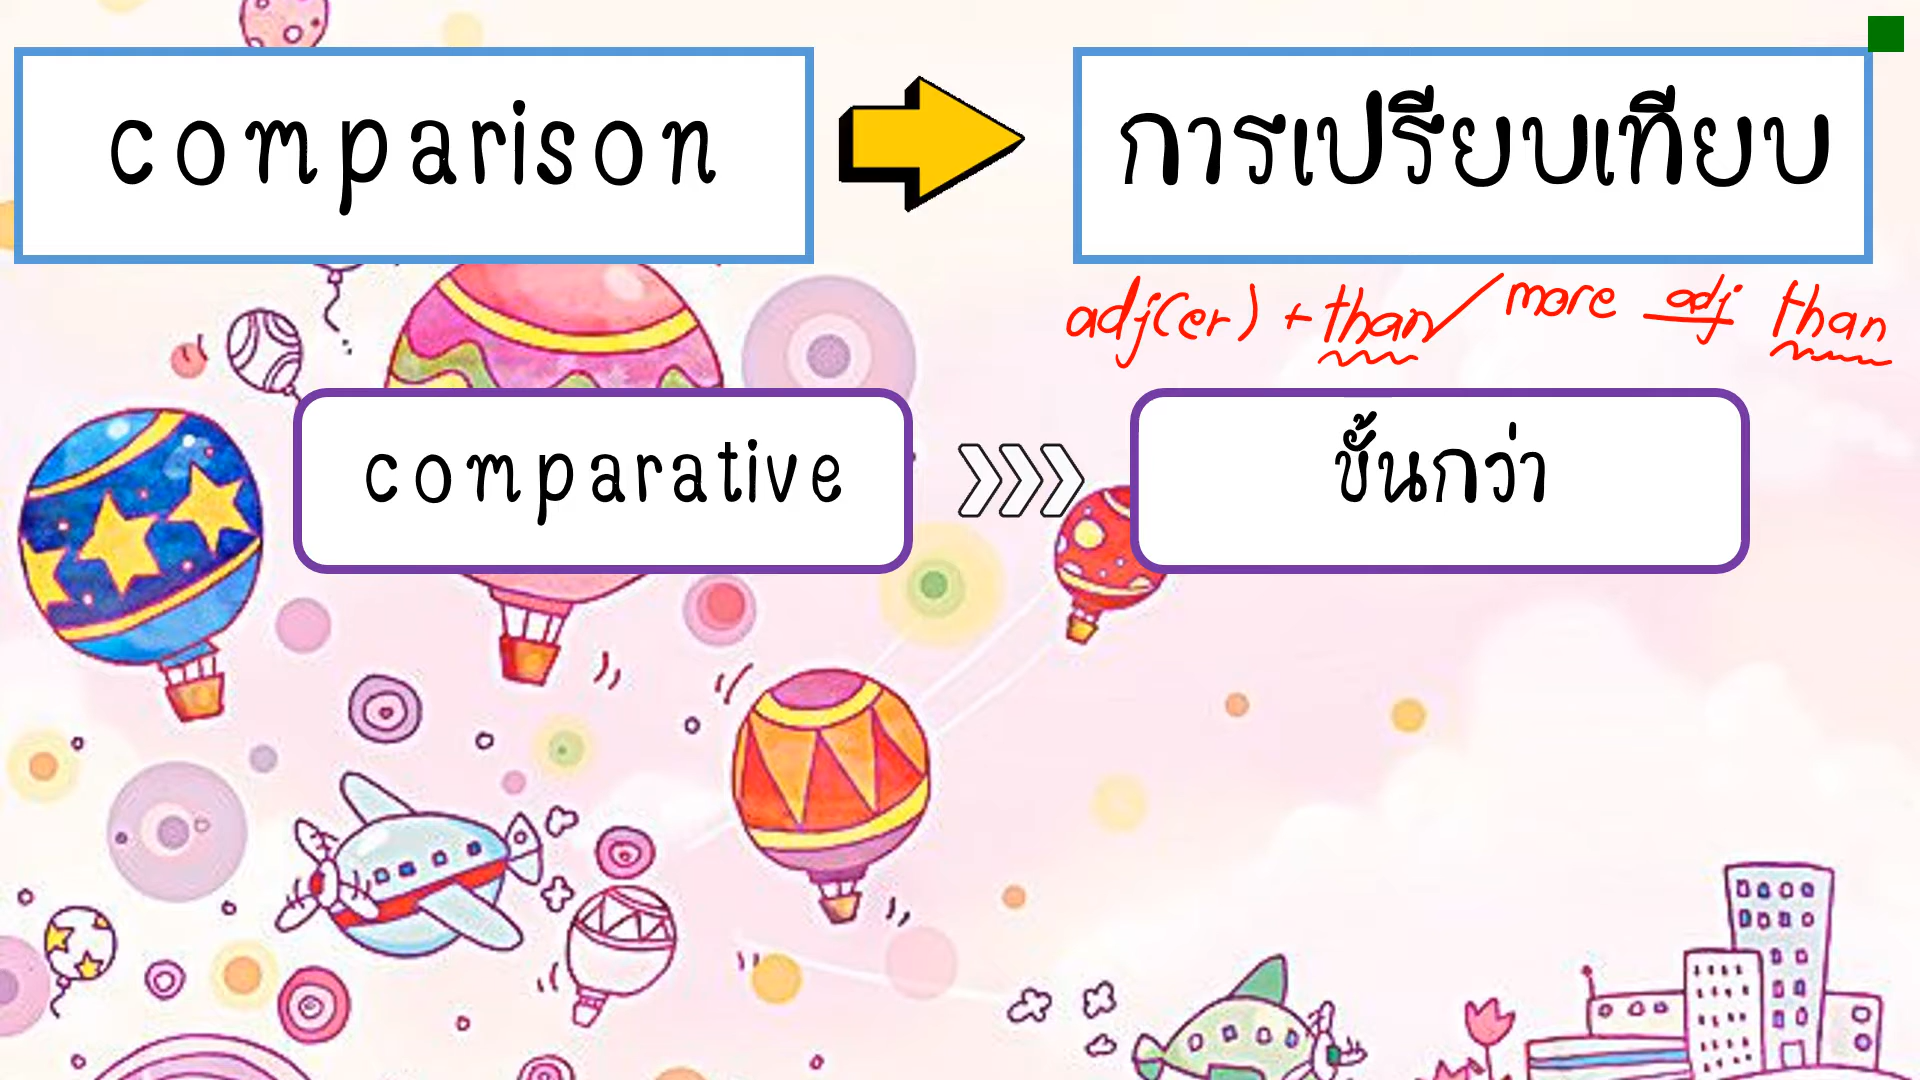 comparison การเปรียบเทียบ
adj(er) + than / more adj than
comparative ขั้นกว่า